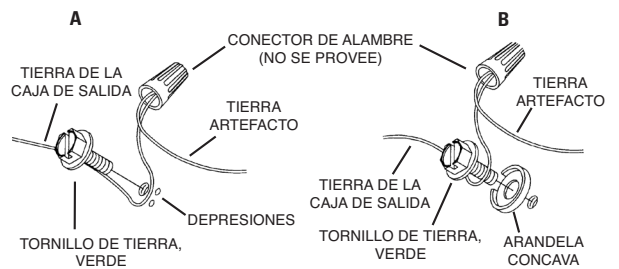 A
B
CONECTOR DE ALAMBRE
(NO SE PROVEE)
TIERRA DE LA
CAJA DE SALIDA
TIERRA
ARTEFACTO
DEPRESIONES
TORNILLO DE TIERRA,
VERDE
TIERRA
ARTEFACTO
TIERRA DE LA
CAJA DE SALIDA
TORNILLO DE TIERRA,
VERDE
ARANDELA
CONCAVA